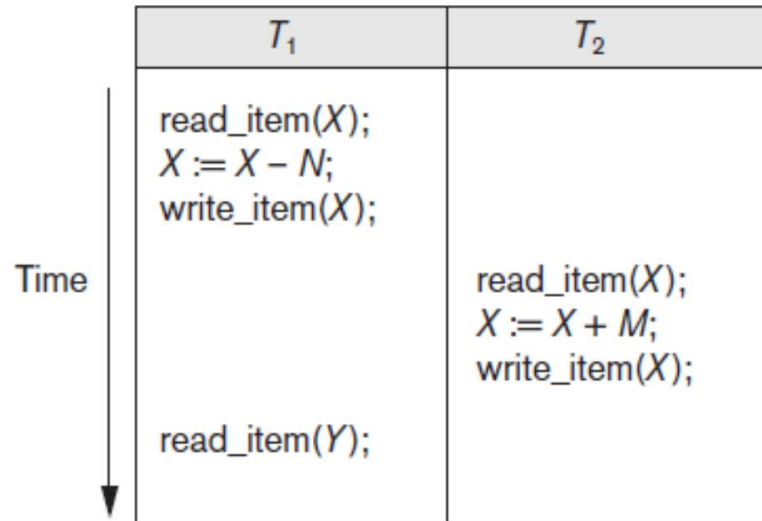 T₁ T₂
read_item(X);
X := X – N;
write_item(X);
Time
read_item(X);
X := X + M;
write_item(X);
read_item(Y);